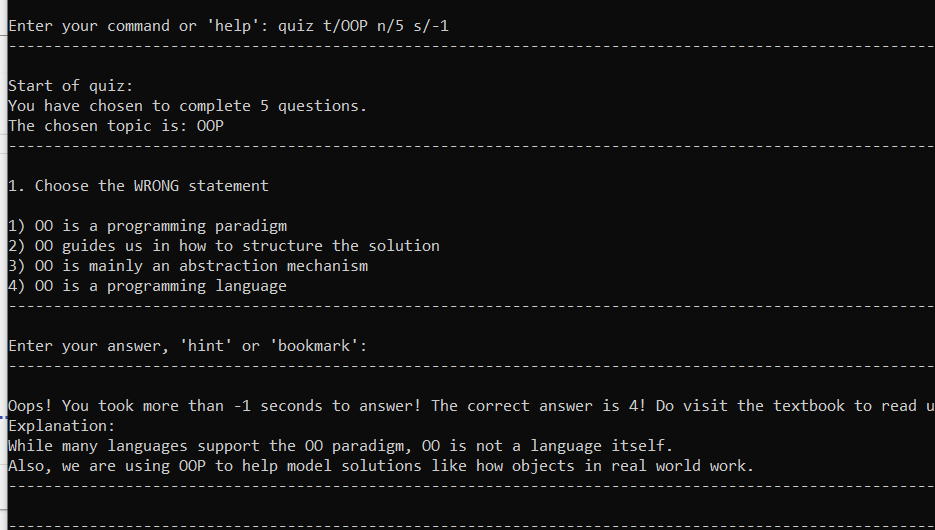 Enter your command or 'help': quiz t/OOP n/5 s/-1
--------------------------------------------------------------------------------------------------------
Start of quiz:
You have chosen to complete 5 questions.
The chosen topic is: OOP
--------------------------------------------------------------------------------------------------------
1. Choose the WRONG statement
1) OO is a programming paradigm
2) OO guides us in how to structure the solution
3) OO is mainly an abstraction mechanism
4) OO is a programming language
--------------------------------------------------------------------------------------------------------
Enter your answer, 'hint' or 'bookmark':
--------------------------------------------------------------------------------------------------------
Oops! You took more than -1 seconds to answer! The correct answer is 4! Do visit the textbook to read u
Explanation:
While many languages support the OO paradigm, OO is not a language itself.
Also, we are using OOP to help model solutions like how objects in real world work.
--------------------------------------------------------------------------------------------------------
--------------------------------------------------------------------------------------------------------